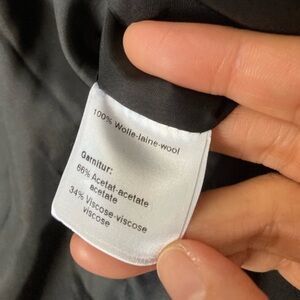 100% Wolle-laine-wool
Garnitur:
66% Acetat-acetate
acetate
34% Viscose-viscose
viscose